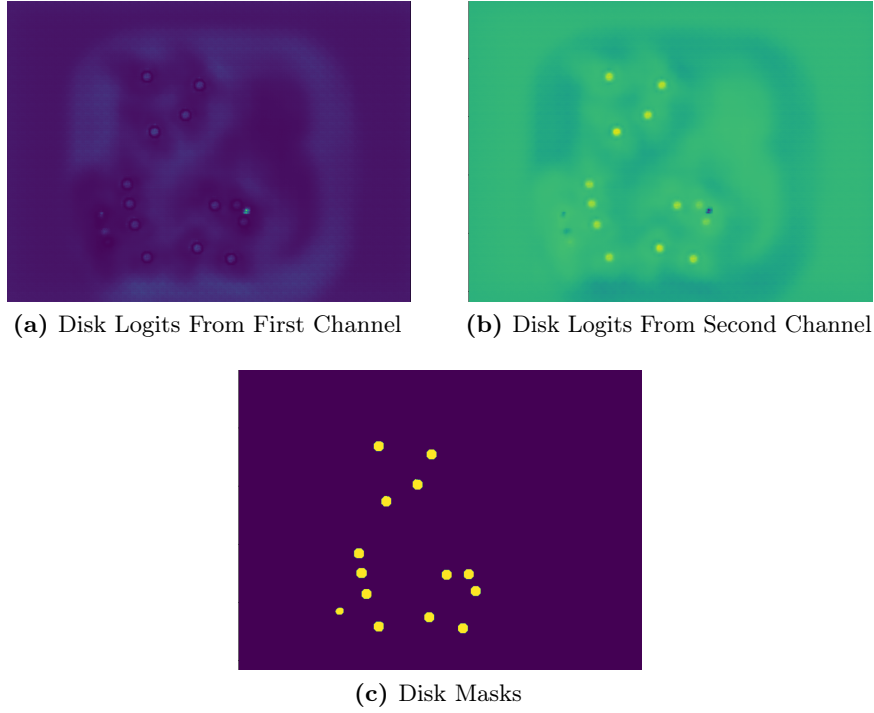 (a) Disk Logits From First Channel
(b) Disk Logits From Second Channel
(c) Disk Masks